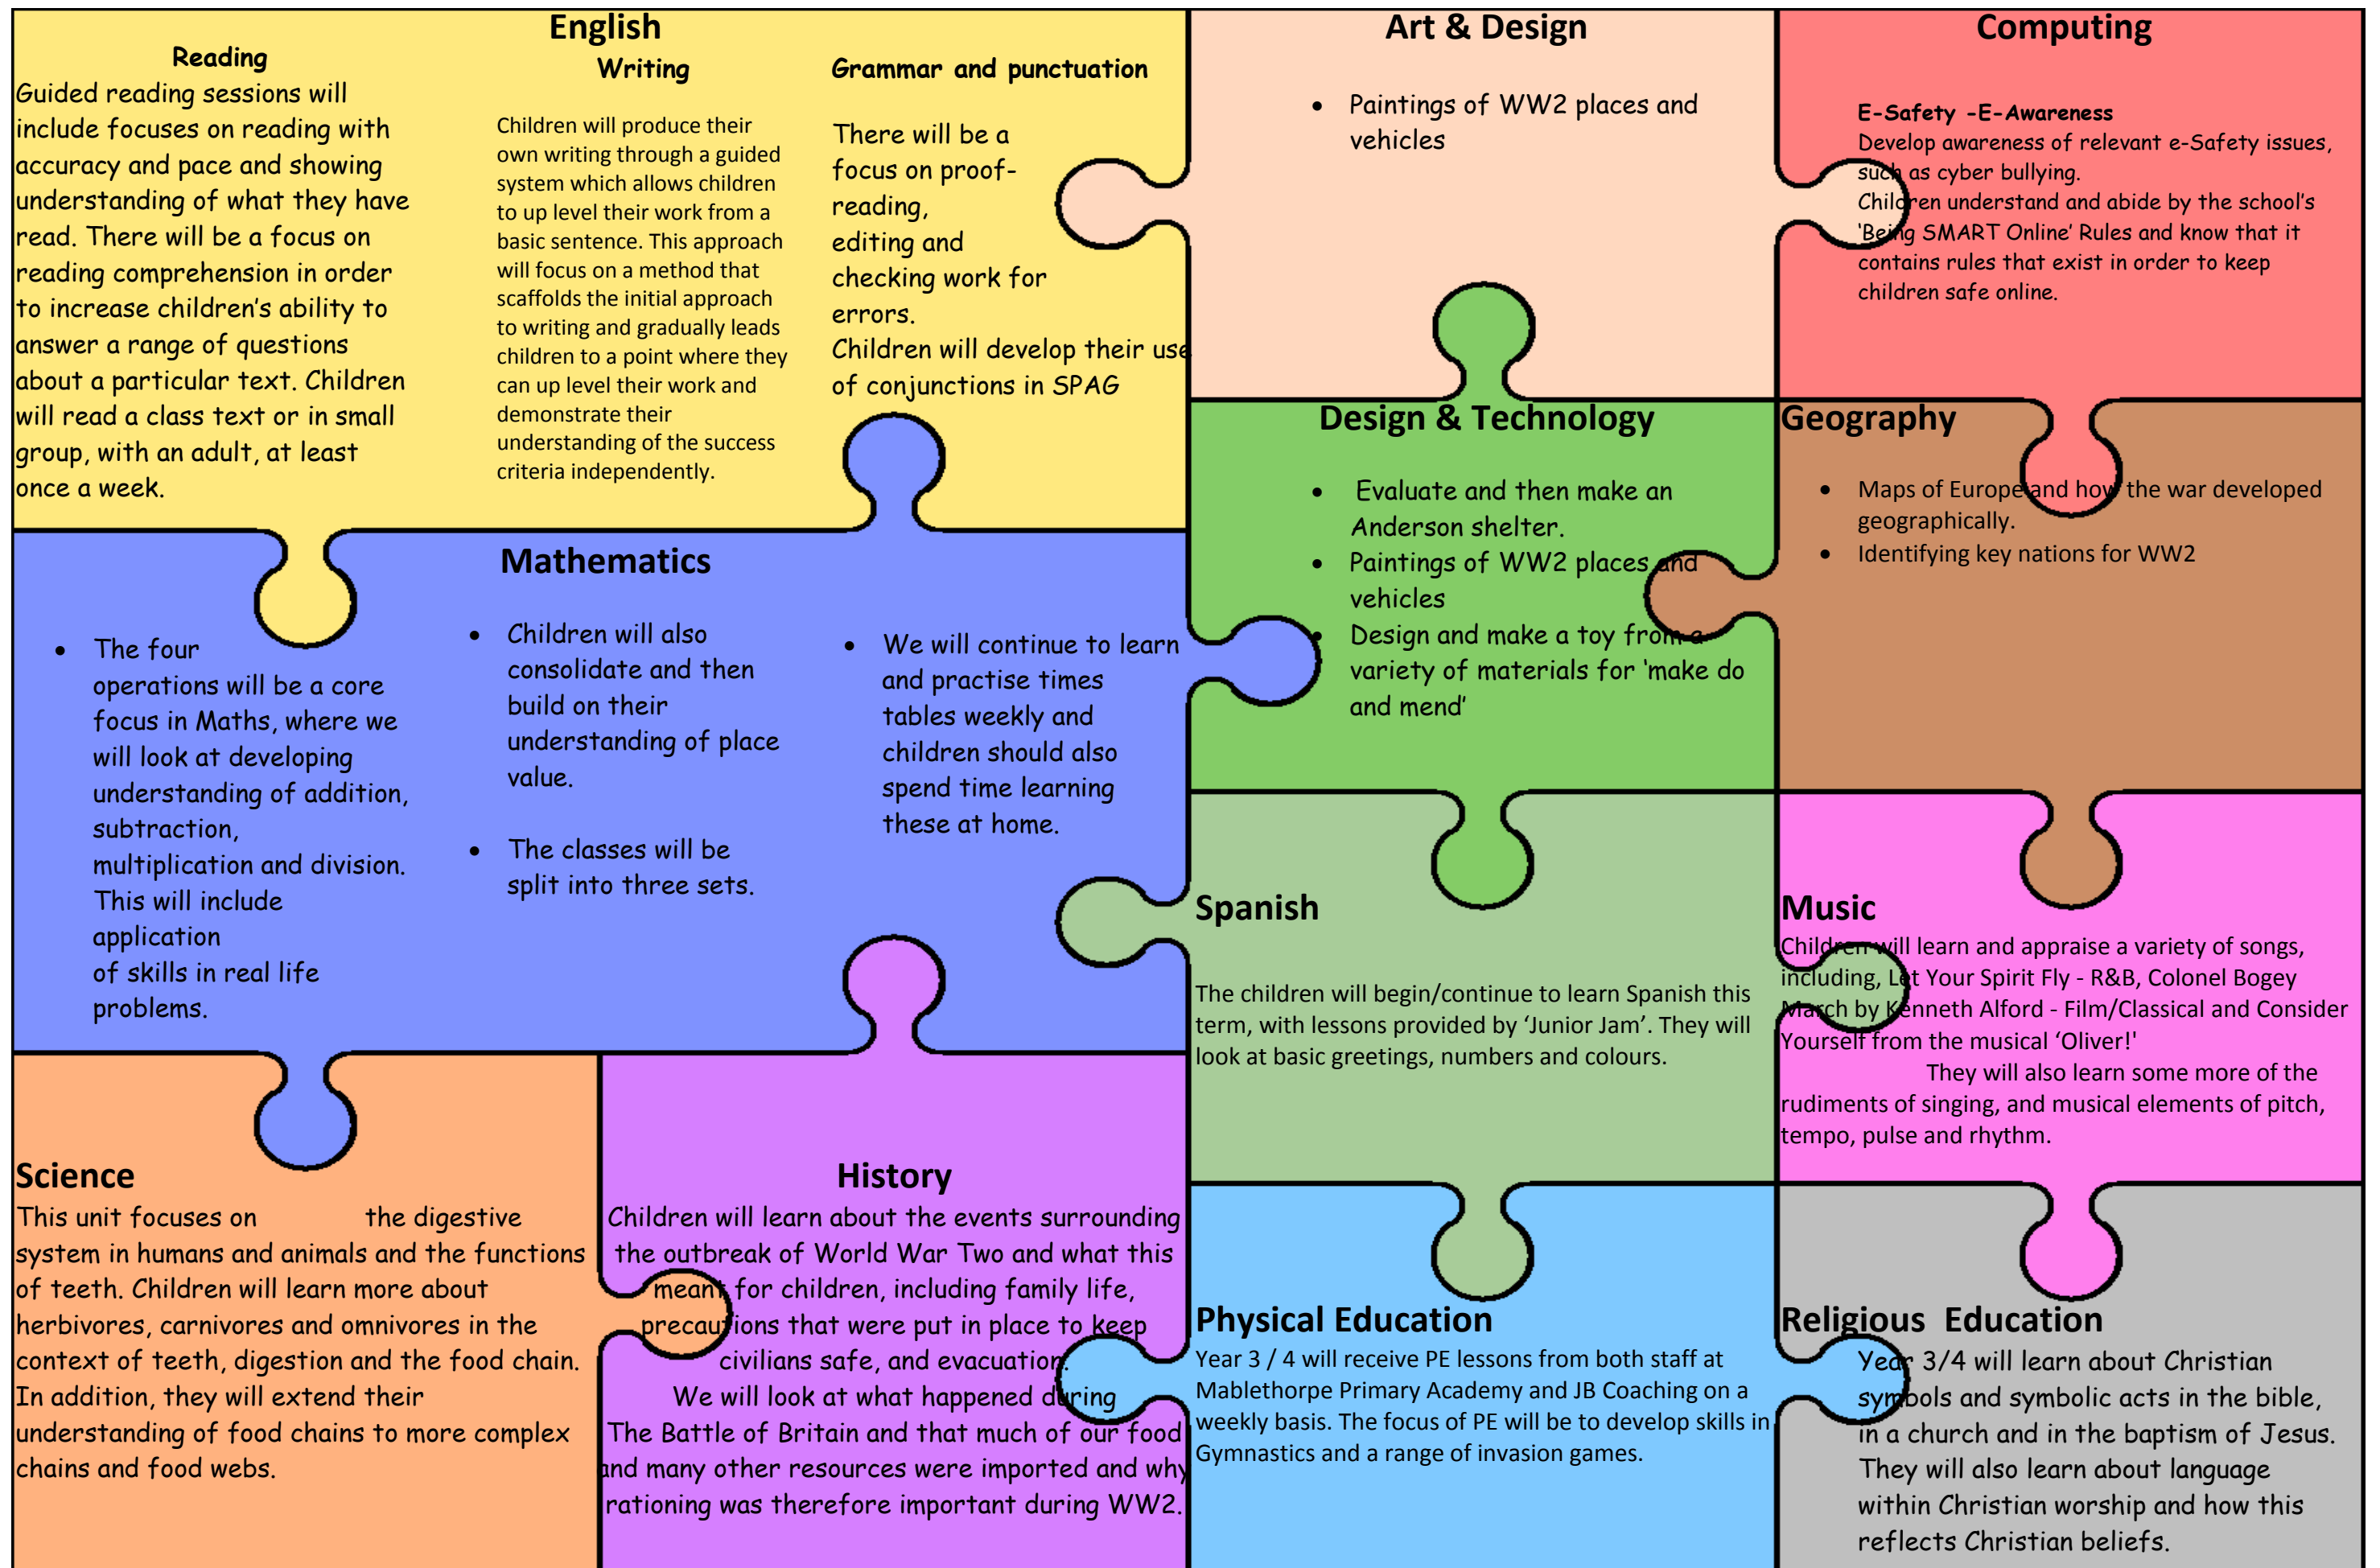 English
Reading
Guided reading sessions will
include focuses on reading with
accuracy and pace and showing
understanding of what they have
read. There will be a focus on
reading comprehension in order
to increase children's ability to
answer a range of questions
about a particular text. Children
will read a class text or in small
group, with an adult, at least
once a week.
Writing
Children will produce their
own writing through a guided
system which allows children
to up level their work from a
basic sentence. This approach
will focus on a method that
scaffolds the initial approach
to writing and gradually leads
children to a point where they
can up level their work and
demonstrate their
understanding of the success
criteria independently.
Grammar and punctuation
There will be a
focus on proof-
reading,
editing and
checking work for
errors.
Children will develop their use
of conjunctions in SPAG
Art & Design
• Paintings of WW2 places and
vehicles
Computing
E-Safety -E-Awareness
Develop awareness of relevant e-Safety issues,
such as cyber bullying.
Children understand and abide by the school's
'Being SMART Online' Rules and know that it
contains rules that exist in order to keep
children safe online.
Mathematics
• The four
operations will be a core
focus in Maths, where we
will look at developing
understanding of addition,
subtraction,
multiplication and division.
This will include
application
of skills in real life
problems.
• Children will also
consolidate and then
build on their
understanding of place
value.
• The classes will be
split into three sets.
• We will continue to learn
and practise times
tables weekly and
children should also
spend time learning
these at home.
Design & Technology
• Evaluate and then make an
Anderson shelter.
• Paintings of WW2 places and
vehicles
• Design and make a toy from a
variety of materials for 'make do
and mend'
Geography
• Maps of Europe and how the war developed
geographically.
• Identifying key nations for WW2
Spanish
The children will begin/continue to learn Spanish this
term, with lessons provided by 'Junior Jam'. They will
look at basic greetings, numbers and colours.
Music
Children will learn and appraise a variety of songs,
including, Let Your Spirit Fly - R&B, Colonel Bogey
March by Kenneth Alford - Film/Classical and Consider
Yourself from the musical 'Oliver!'
They will also learn some more of the
rudiments of singing, and musical elements of pitch,
tempo, pulse and rhythm.
Science
This unit focuses on the digestive
system in humans and animals and the functions
of teeth. Children will learn more about
herbivores, carnivores and omnivores in the
context of teeth, digestion and the food chain.
In addition, they will extend their
understanding of food chains to more complex
chains and food webs.
History
Children will learn about the events surrounding
the outbreak of World War Two and what this
meant for children, including family life,
precautions that were put in place to keep
civilians safe, and evacuation.
We will look at what happened during
The Battle of Britain and that much of our food
and many other resources were imported and why
rationing was therefore important during WW2.
Physical Education
Year 3 / 4 will receive PE lessons from both staff at
Mablethorpe Primary Academy and JB Coaching on a
weekly basis. The focus of PE will be to develop skills in
Gymnastics and a range of invasion games.
Religious Education
Year 3/4 will learn about Christian
symbols and symbolic acts in the bible,
in a church and in the baptism of Jesus.
They will also learn about language
within Christian worship and how this
reflects Christian beliefs.